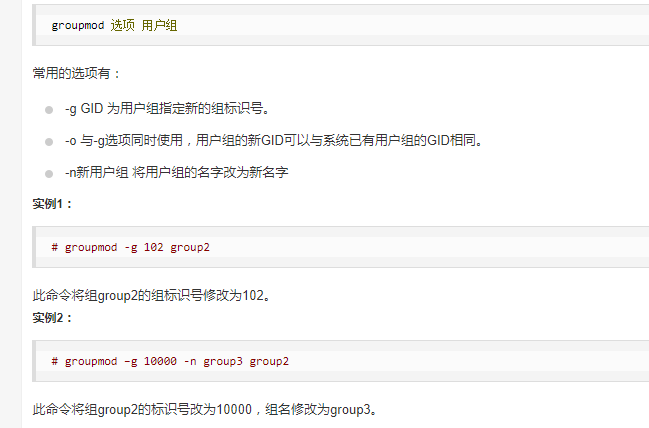 groupmod 选项 用户组
常用的选项有：
-g GID 为用户组指定新的组标识号。
-o 与-g选项同时使用，用户组的新GID可以与系统已有用户组的GID相同。
-n新用户组 将用户组的名字改为新名字
实例1：
# groupmod -g 102 group2
此命令将组group2的组标识号修改为102。
实例2：
# groupmod –g 10000 -n group3 group2
此命令将组group2的标识号改为10000，组名修改为group3。